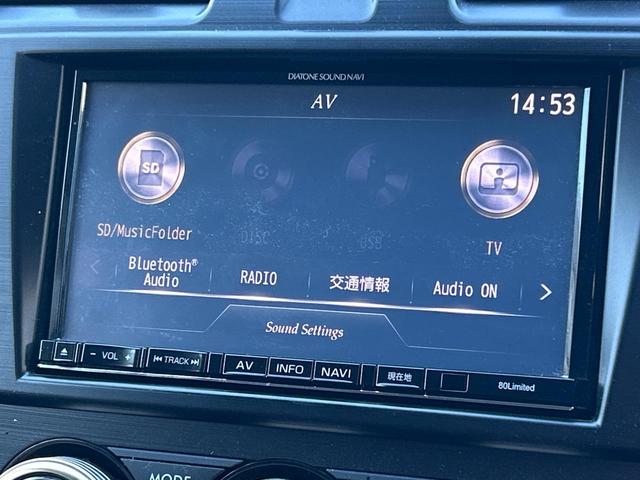 DIATONE SOUND NAVI
AV
14:53
SD
SD/MusicFolder
DISC
USB
TV
Bluetooth®
Audio
RADIO
交通情報
Audio ON
Sound Settings
− VOL +
TRACK
AV
INFO
NAVI
現在地
80Limited
MODE